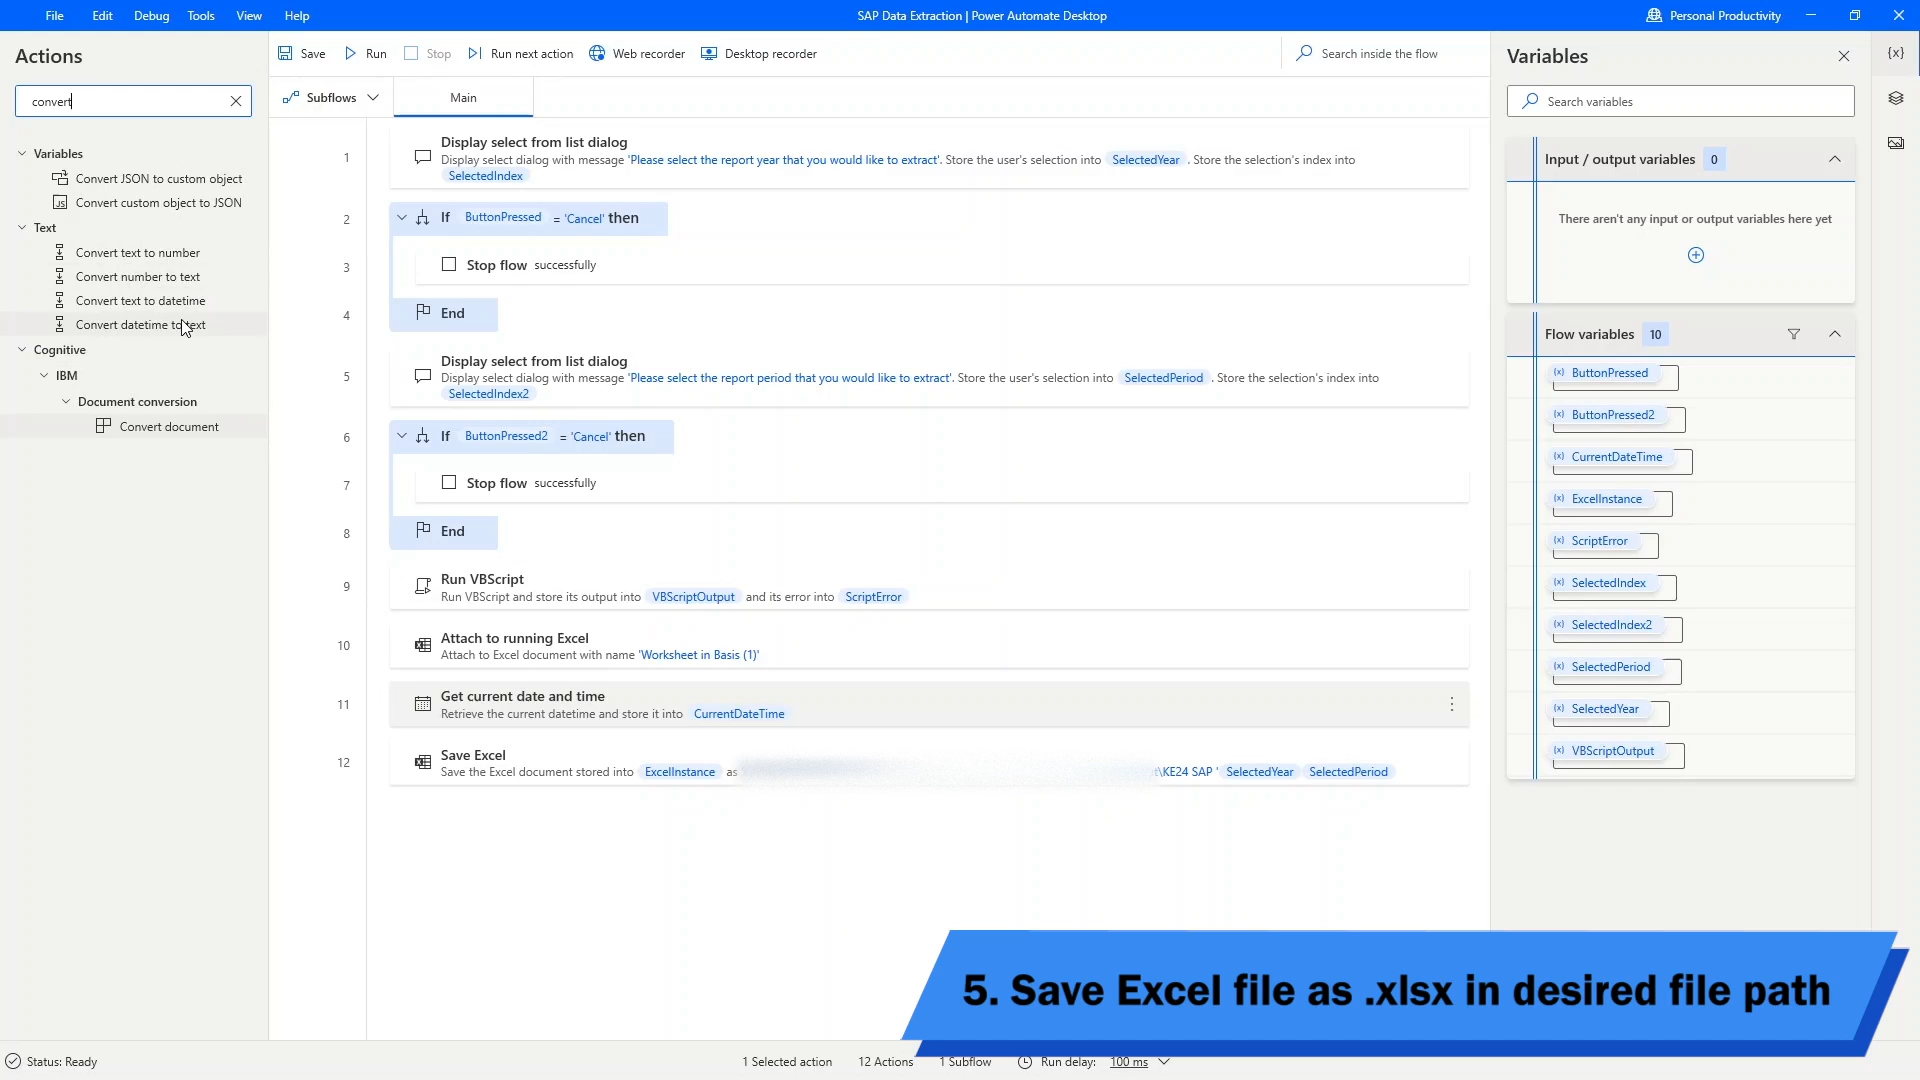 File Edit Debug Tools View Help
SAP Data Extraction | Power Automate Desktop
Personal Productivity
Actions
convert
Variables
Convert JSON to custom object
Convert custom object to JSON
Text
Convert text to number
Convert number to text
Convert text to datetime
Convert datetime to text
Cognitive
IBM
Document conversion
Convert document
Save Run Stop Run next action Web recorder Desktop recorder
Search inside the flow
Subflows Main
1 Display select from list dialog
Display select dialog with message 'Please select the report year that you would like to extract'. Store the user's selection into SelectedYear . Store the selection's index into
SelectedIndex
2 If ButtonPressed = 'Cancel' then
3 Stop flow successfully
4 End
5 Display select from list dialog
Display select dialog with message 'Please select the report period that you would like to extract'. Store the user's selection into SelectedPeriod . Store the selection's index into
SelectedIndex2
6 If ButtonPressed2 = 'Cancel' then
7 Stop flow successfully
8 End
9 Run VBScript
Run VBScript and store its output into VBScriptOutput and its error into ScriptError
10 Attach to running Excel
Attach to Excel document with name 'Worksheet in Basis (1)'
11 Get current date and time
Retrieve the current datetime and store it into CurrentDateTime
12 Save Excel
Save the Excel document stored into ExcelInstance as \KE24 SAP ' SelectedYear SelectedPeriod
Variables
{x}
Search variables
Input / output variables 0
There aren't any input or output variables here yet
Flow variables 10
(x) ButtonPressed
(x) ButtonPressed2
(x) CurrentDateTime
(x) ExcelInstance
(x) ScriptError
(x) SelectedIndex
(x) SelectedIndex2
(x) SelectedPeriod
(x) SelectedYear
(x) VBScriptOutput
5. Save Excel file as .xlsx in desired file path
Status: Ready
1 Selected action 12 Actions 1 Subflow Run delay: 100 ms